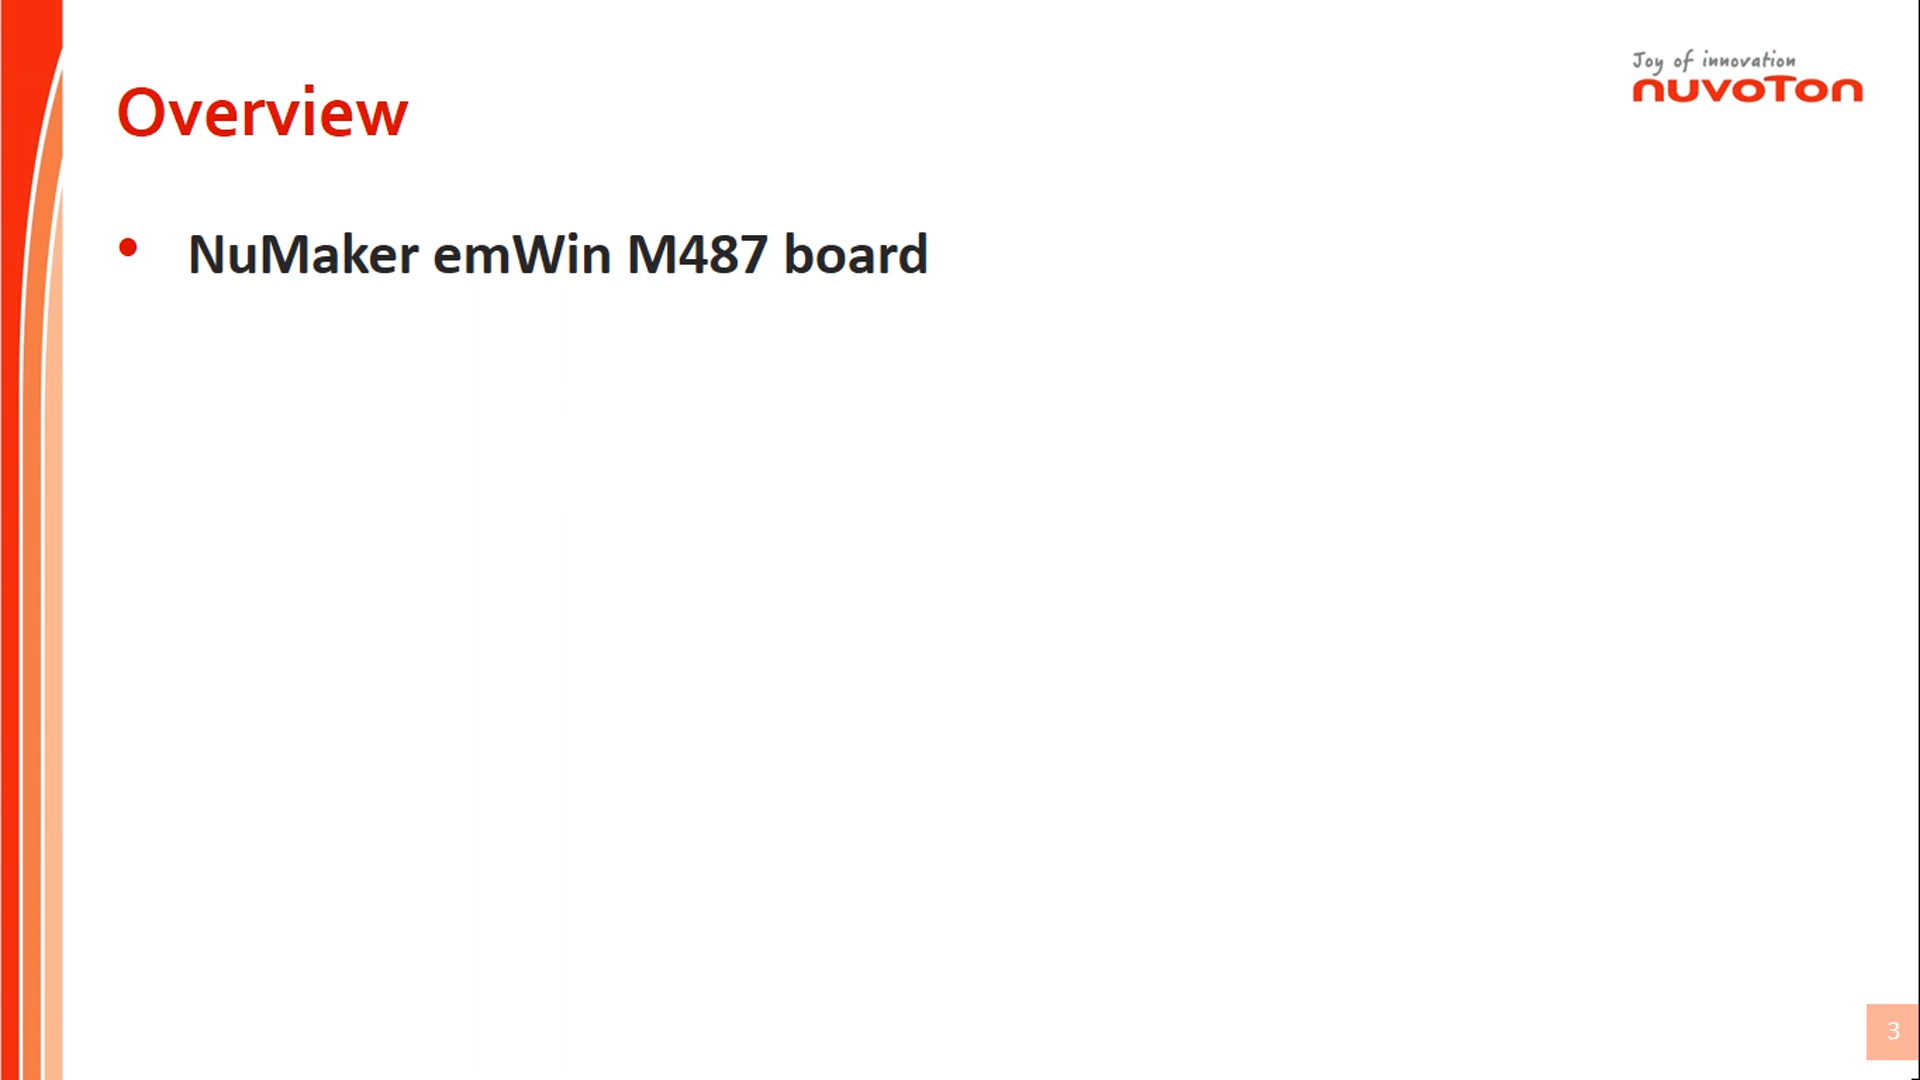 Joy of innovation
nuvoTon
Overview
• NuMaker emWin M487 board
3